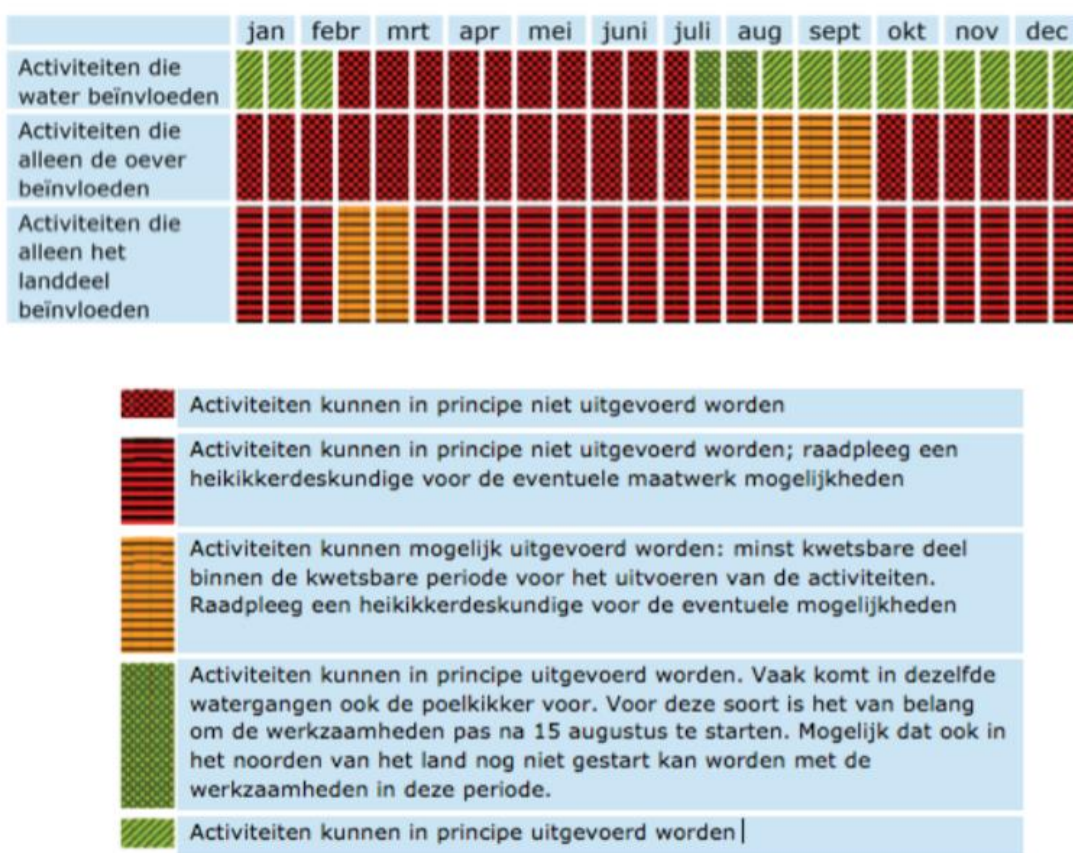 jan febr mrt apr mei juni juli aug sept okt nov dec
Activiteiten die
water beïnvloeden
Activiteiten die
alleen de oever
beïnvloeden
Activiteiten die
alleen het
landdeel
beïnvloeden
Activiteiten kunnen in principe niet uitgevoerd worden
Activiteiten kunnen in principe niet uitgevoerd worden; raadpleeg een
heikikkerdeskundige voor de eventuele maatwerk mogelijkheden
Activiteiten kunnen mogelijk uitgevoerd worden: minst kwetsbare deel
binnen de kwetsbare periode voor het uitvoeren van de activiteiten.
Raadpleeg een heikikkerdeskundige voor de eventuele mogelijkheden
Activiteiten kunnen in principe uitgevoerd worden. Vaak komt in dezelfde
watergangen ook de poelkikker voor. Voor deze soort is het van belang
om de werkzaamheden pas na 15 augustus te starten. Mogelijk dat ook in
het noorden van het land nog niet gestart kan worden met de
werkzaamheden in deze periode.
Activiteiten kunnen in principe uitgevoerd worden